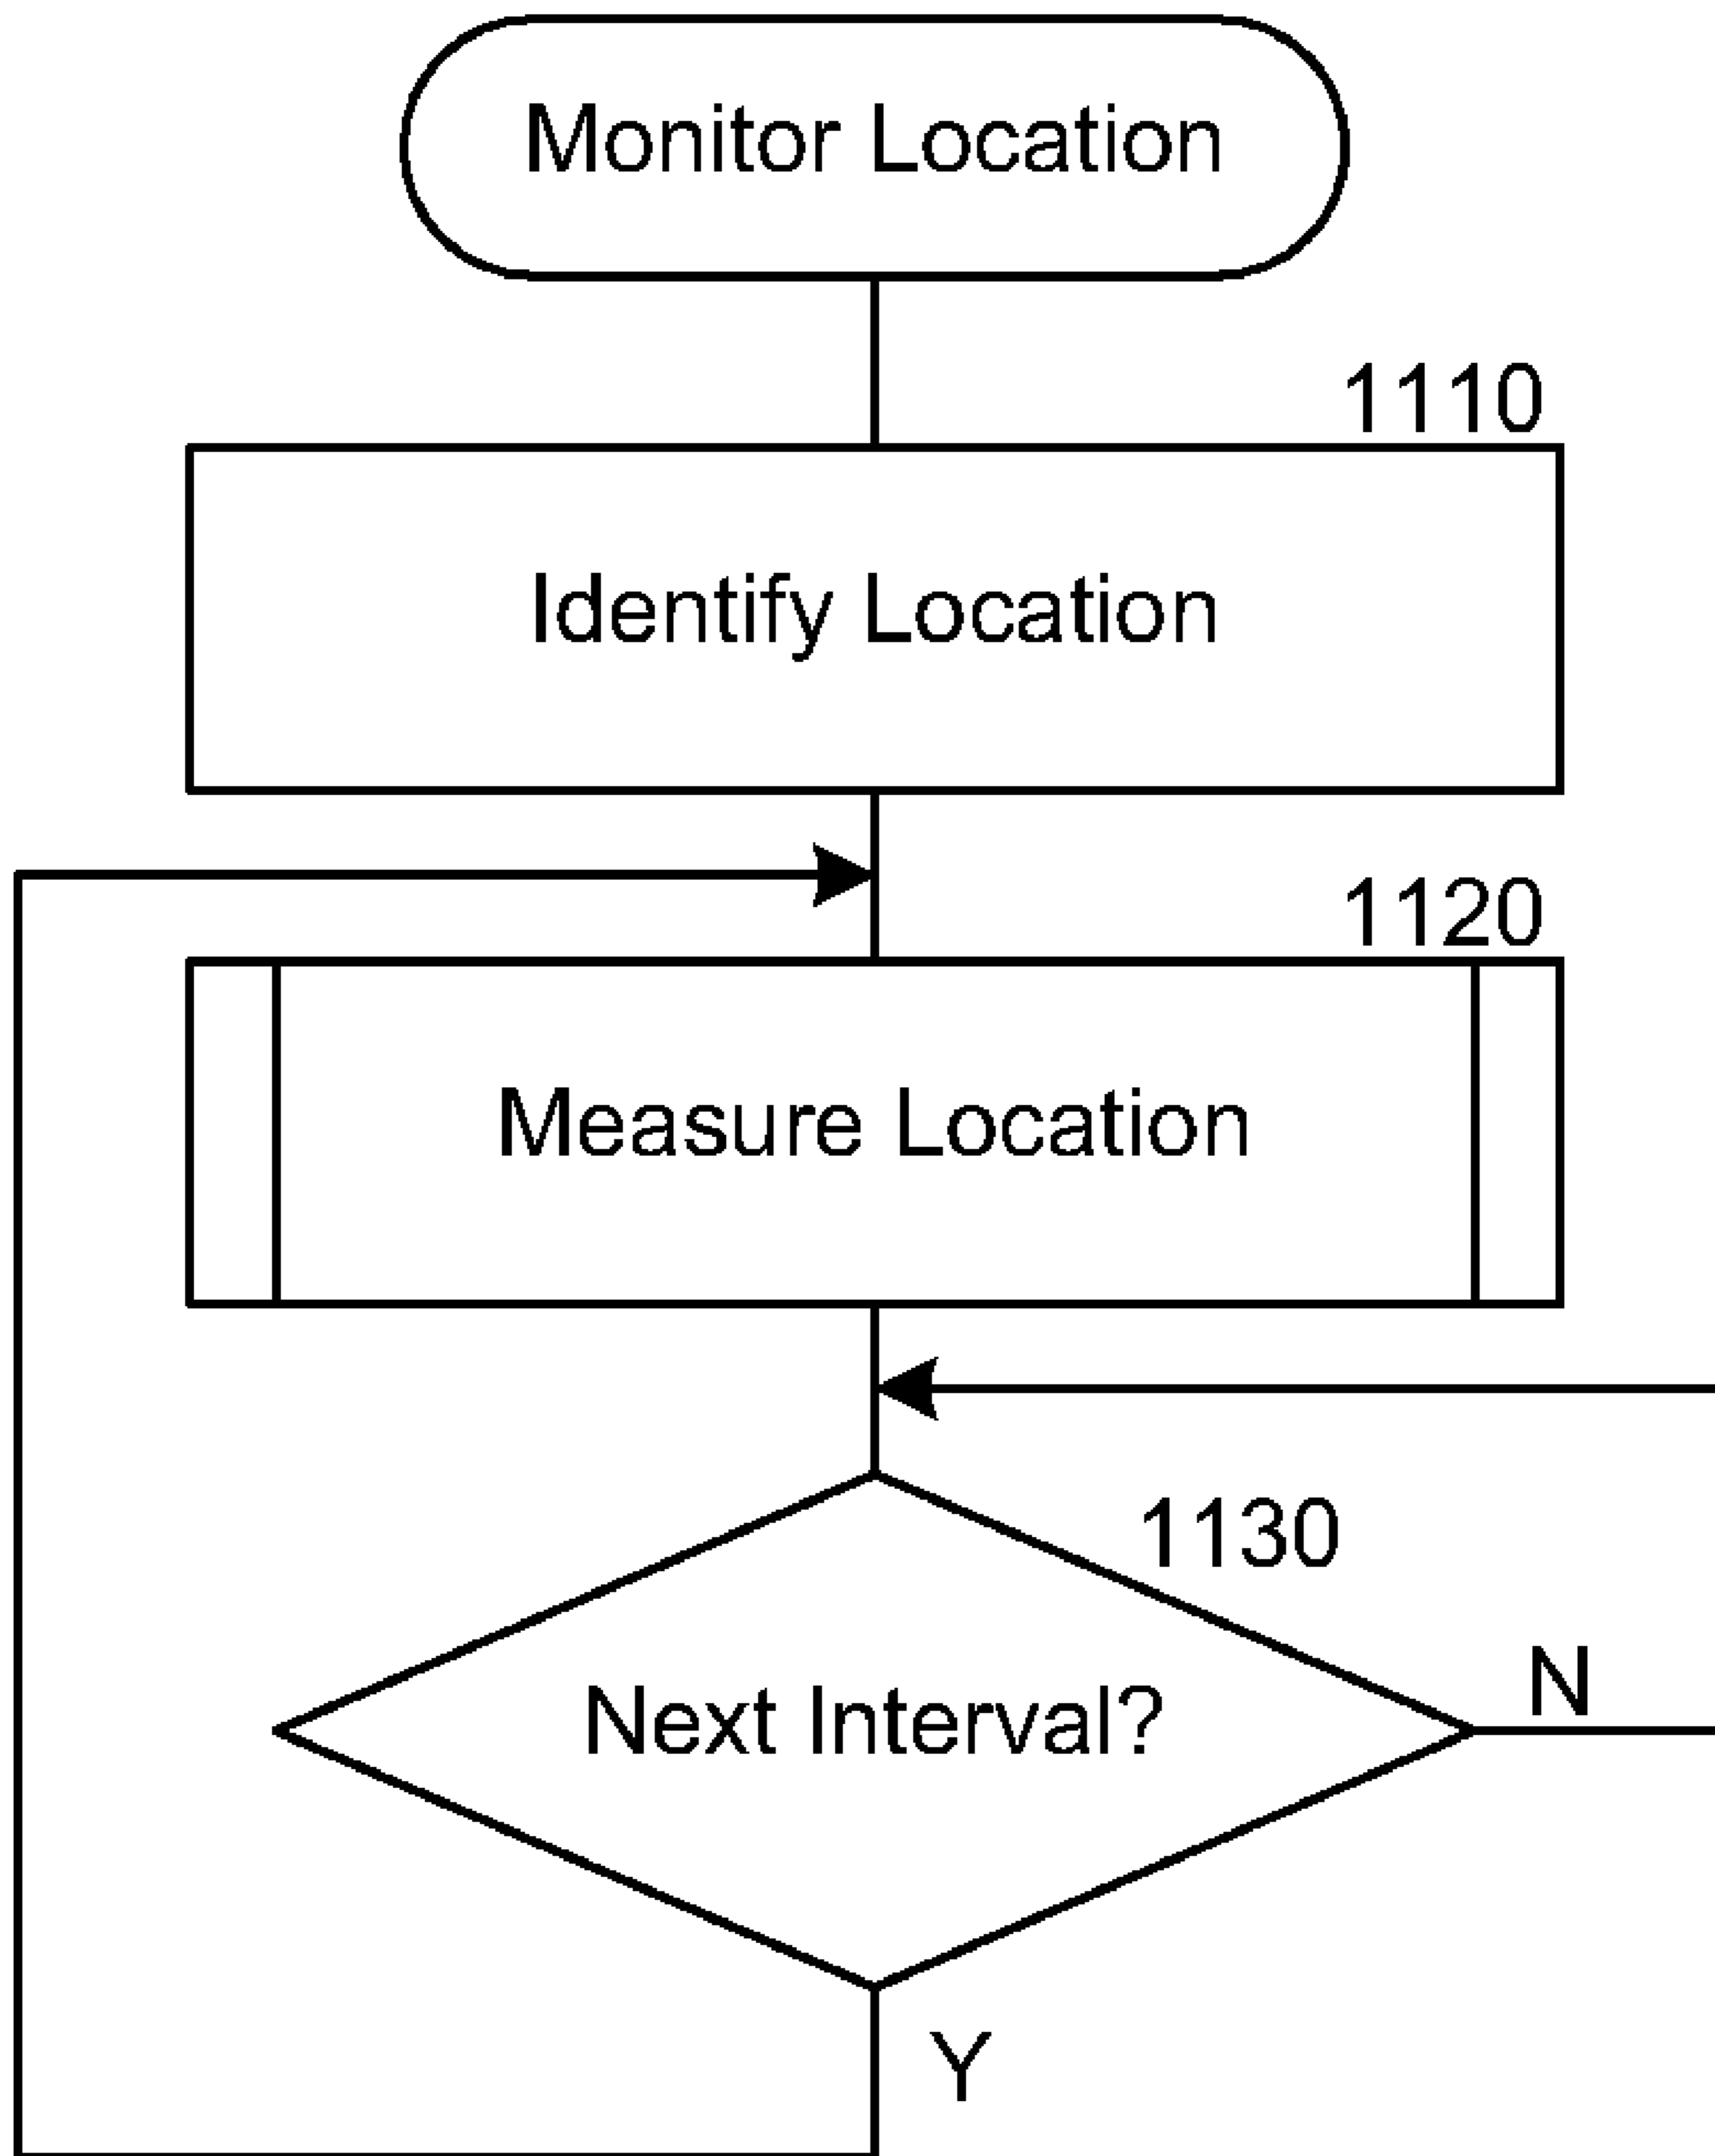 Monitor Location
1110
Identify Location
1120
Measure Location
1130
Next Interval?
N
Y